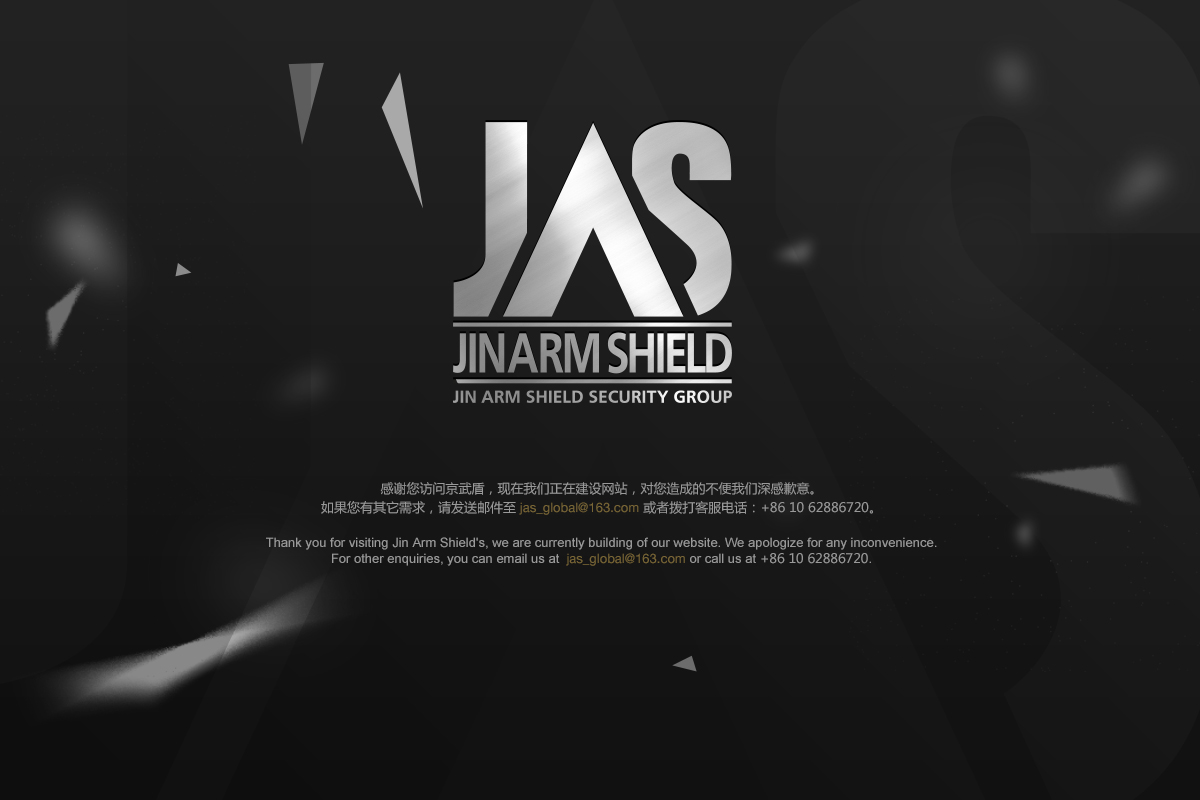 JAS
JIN ARM SHIELD
JIN ARM SHIELD SECURITY GROUP
感谢您访问京武盾，现在我们正在建设网站，对您造成的不便我们深感歉意。
如果您有其它需求，请发送邮件至 jas_global@163.com 或者拨打客服电话：+86 10 62886720。
Thank you for visiting Jin Arm Shield's, we are currently building of our website. We apologize for any inconvenience.
For other enquiries, you can email us at jas_global@163.com or call us at +86 10 62886720.